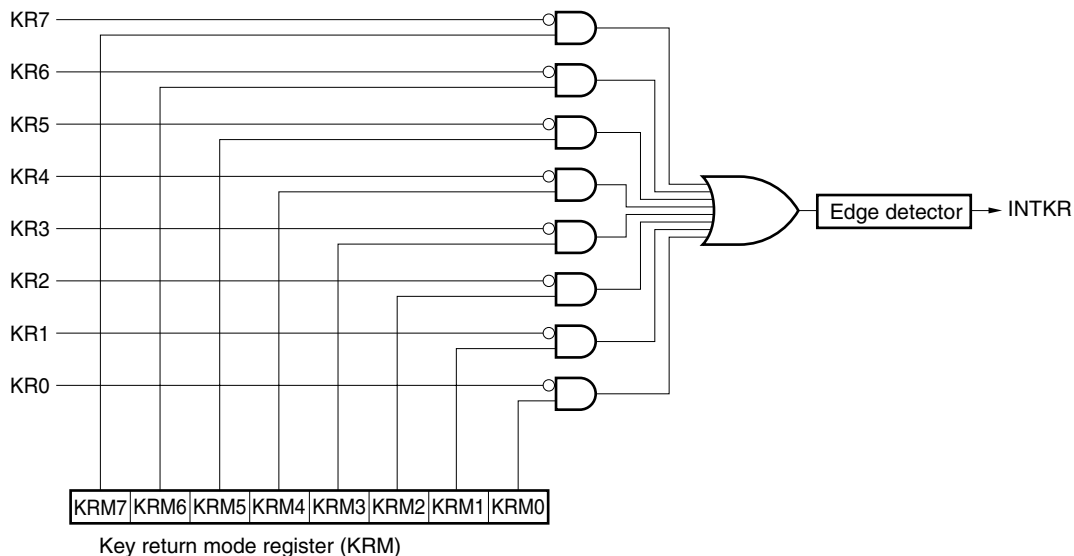 KR7
KR6
KR5
KR4
KR3
KR2
KR1
KR0
Edge detector
INTKR
KRM7 KRM6 KRM5 KRM4 KRM3 KRM2 KRM1 KRM0
Key return mode register (KRM)